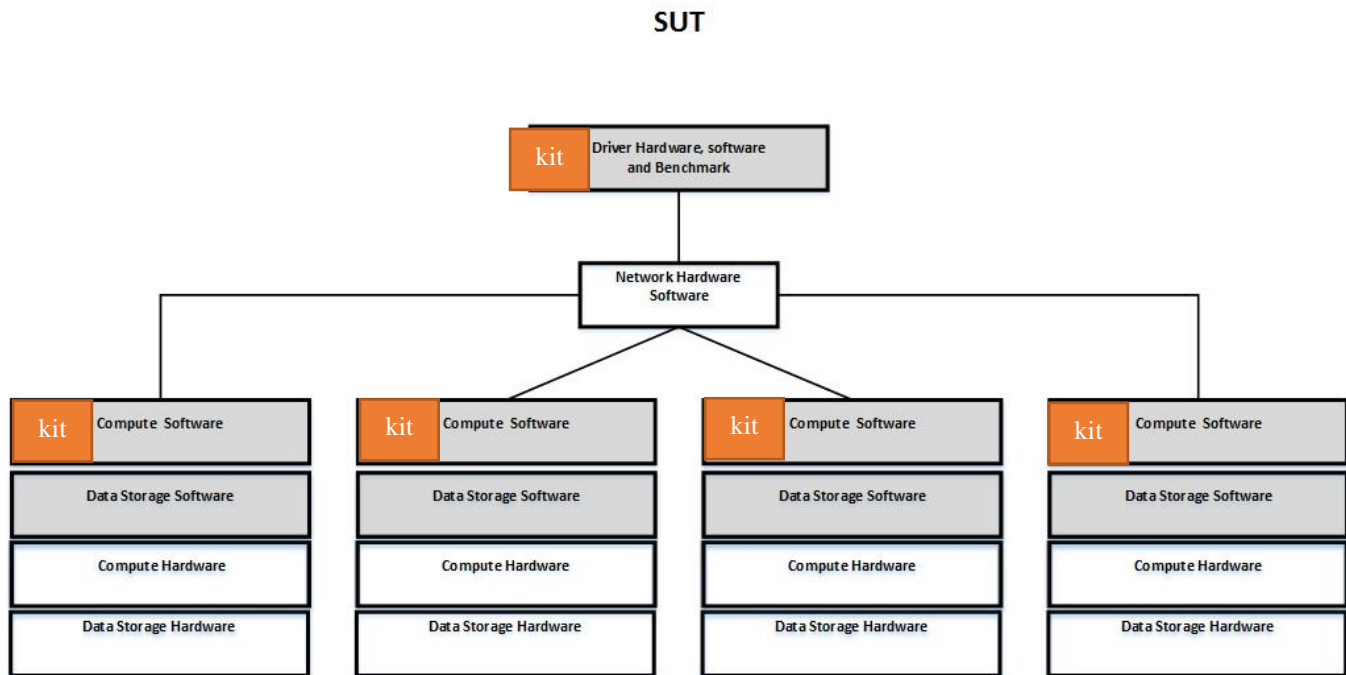 SUT
kit
Driver Hardware, software
and Benchmark
Network Hardware
Software
kit
Compute Software
kit
Compute Software
kit
Compute Software
kit
Compute Software
Data Storage Software
Data Storage Software
Data Storage Software
Data Storage Software
Compute Hardware
Compute Hardware
Compute Hardware
Compute Hardware
Data Storage Hardware
Data Storage Hardware
Data Storage Hardware
Data Storage Hardware